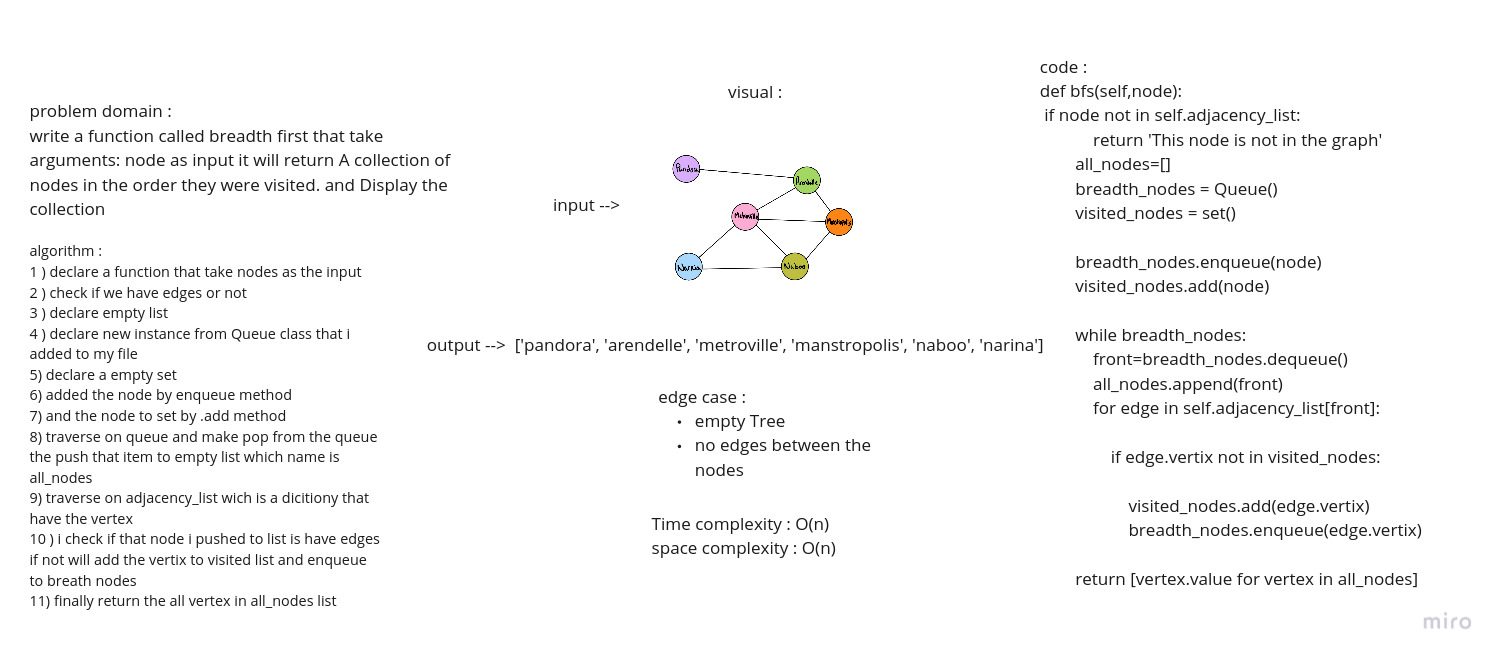 problem domain :
write a function called breadth first that take
arguments: node as input it will return A collection of
nodes in the order they were visited. and Display the
collection
algorithm :
1 ) declare a function that take nodes as the input
2 ) check if we have edges or not
3 ) declare empty list
4 ) declare new instance from Queue class that i
added to my file
5) declare a empty set
6) added the node by enqueue method
7) and the node to set by .add method
8) traverse on queue and make pop from the queue
the push that item to empty list which name is
all_nodes
9) traverse on adjacency_list wich is a dicitiony that
have the vertex
10 ) i check if that node i pushed to list is have edges
if not will add the vertix to visited list and enqueue
to breath nodes
11) finally return the all vertex in all_nodes list
visual :
input -->
Pandora
Metroville
Narnia
Naboo
output --> ['pandora', 'arendelle', 'metroville', 'manstropolis', 'naboo', 'narina']
edge case :
• empty Tree
• no edges between the
nodes
Time complexity : O(n)
space complexity : O(n)
code :
def bfs(self,node):
if node not in self.adjacency_list:
return 'This node is not in the graph'
all_nodes=[]
breadth_nodes = Queue()
visited_nodes = set()
breadth_nodes.enqueue(node)
visited_nodes.add(node)
while breadth_nodes:
front=breadth_nodes.dequeue()
all_nodes.append(front)
for edge in self.adjacency_list[front]:
if edge.vertix not in visited_nodes:
visited_nodes.add(edge.vertix)
breadth_nodes.enqueue(edge.vertix)
return [vertex.value for vertex in all_nodes]
miro